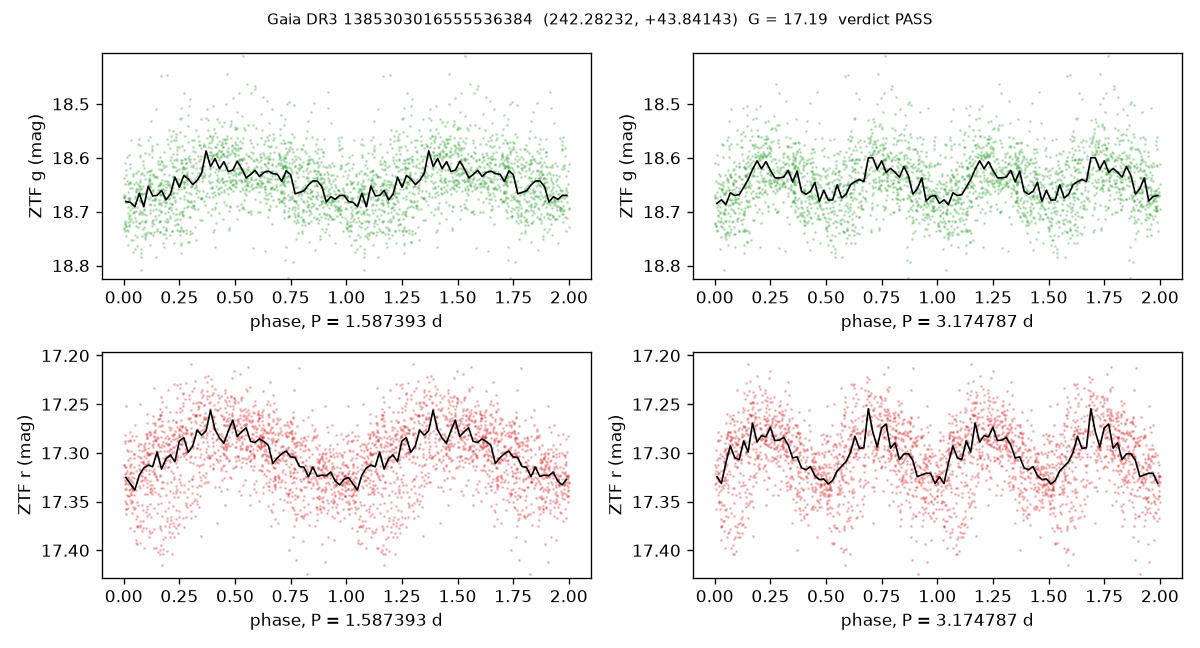 Gaia DR3 1385303016555536384 (242.28232, +43.84143) G = 17.19 verdict PASS
ZTF g (mag)
18.5
18.6
18.7
18.8
0.00 0.25 0.50 0.75 1.00 1.25 1.50 1.75 2.00
phase, P = 1.587393 d
ZTF g (mag)
18.5
18.6
18.7
18.8
0.00 0.25 0.50 0.75 1.00 1.25 1.50 1.75 2.00
phase, P = 3.174787 d
ZTF r (mag)
17.20
17.25
17.30
17.35
17.40
0.00 0.25 0.50 0.75 1.00 1.25 1.50 1.75 2.00
phase, P = 1.587393 d
ZTF r (mag)
17.20
17.25
17.30
17.35
17.40
0.00 0.25 0.50 0.75 1.00 1.25 1.50 1.75 2.00
phase, P = 3.174787 d